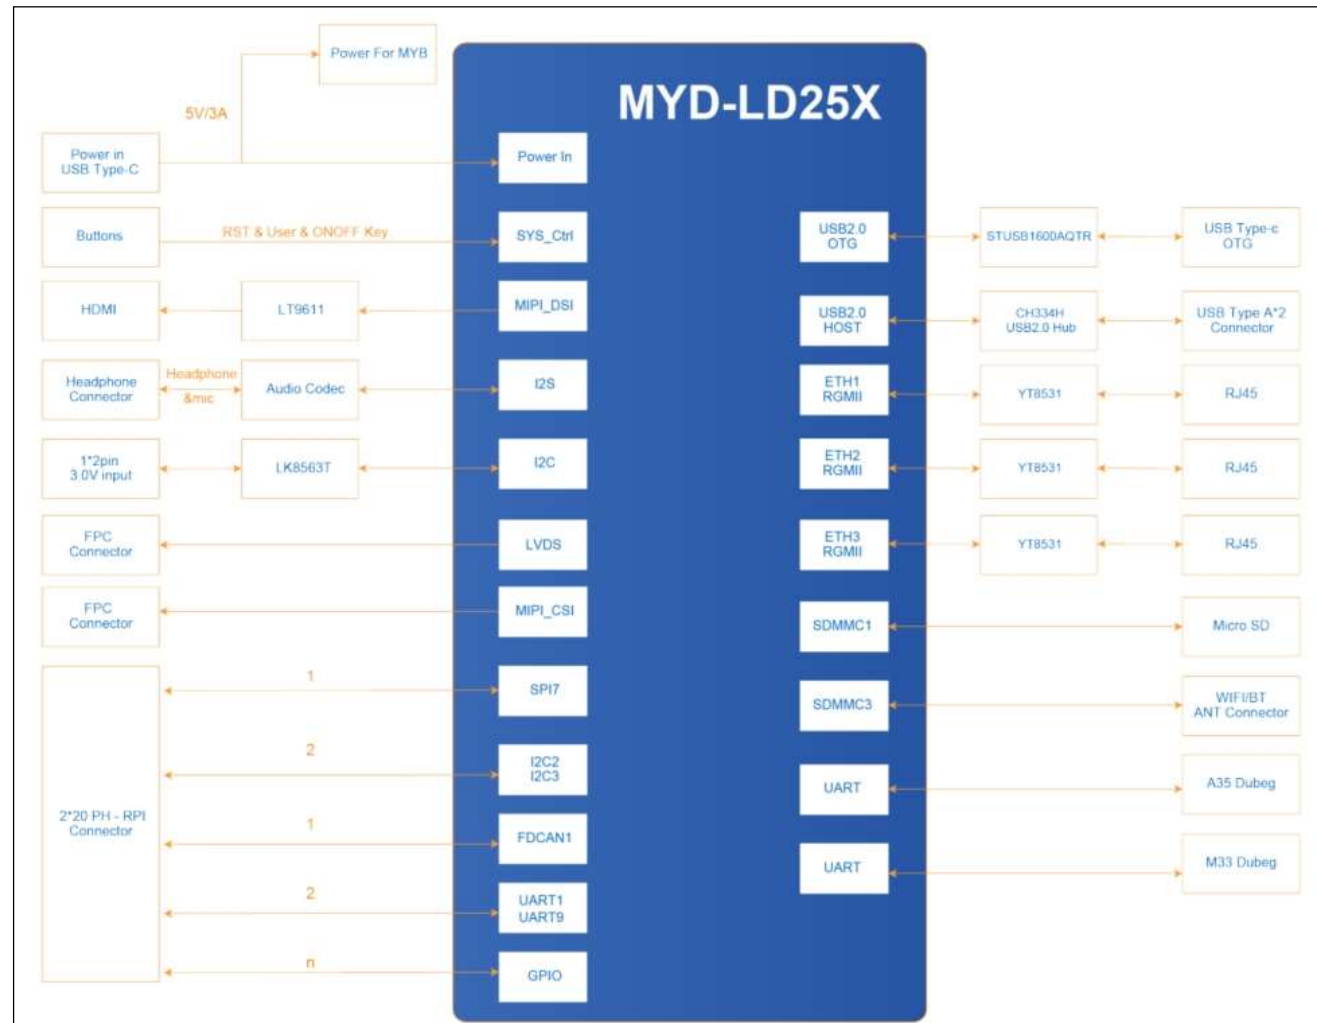 Power For MYB
MYD-LD25X
5V/3A
Power in
USB Type-C
Power In
Buttons
RST & User & ONOFF Key
SYS_Ctrl
HDMI
LT9611
MIPI_DSI
Headphone
Connector
Headphone
&mic
Audio Codec
I2S
1*2pin
3.0V input
LK8563T
I2C
FPC
Connector
LVDS
FPC
Connector
MIPI_CSI
2*20 PH - RPI
Connector
1
SPI7
2
I2C2
I2C3
1
FDCAN1
2
UART1
UART9
n
GPIO
USB2.0
OTG
STUSB1600AQTR
USB Type-c
OTG
USB2.0
HOST
CH334H
USB2.0 Hub
USB Type A*2
Connector
ETH1
RGMII
YT8531
RJ45
ETH2
RGMII
YT8531
RJ45
ETH3
RGMII
YT8531
RJ45
SDMMC1
Micro SD
SDMMC3
WIFI/BT
ANT Connector
UART
A35 Dubeg
UART
M33 Dubeg